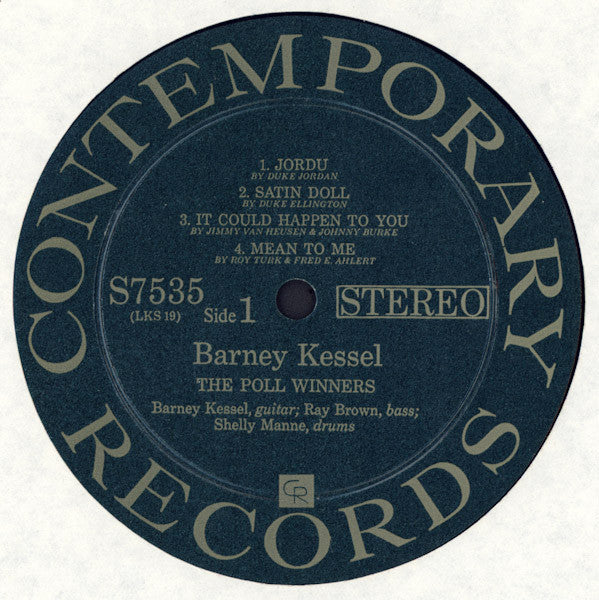 CONTEMPORARY
1. JORDU
BY DUKE JORDAN
2. SATIN DOLL
BY DUKE ELLINGTON
3. IT COULD HAPPEN TO YOU
BY JIMMY VAN HEUSEN & JOHNNY BURKE
4. MEAN TO ME
BY ROY TURK & FRED E. AHLERT
S7535
(LKS 19)
Side 1
STEREO
Barney Kessel
THE POLL WINNERS
Barney Kessel, guitar; Ray Brown, bass;
Shelly Manne, drums
CR
RECORDS